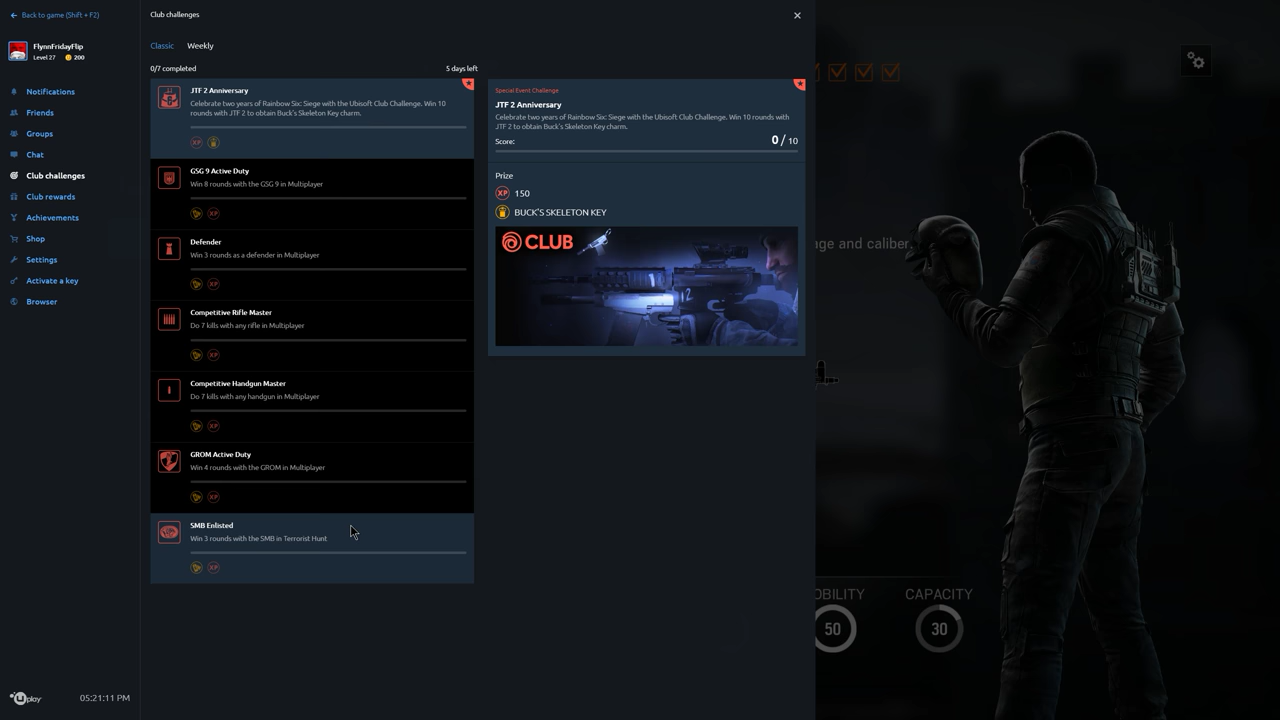 Back to game (Shift + F2)
FlynnFridayFlip
Level 27 200
Notifications
Friends
Groups
Chat
Club challenges
Club rewards
Achievements
Shop
Settings
Activate a key
Browser
uplay
05:21:11 PM
Club challenges
Classic Weekly
0/7 completed 5 days left
JTF 2 Anniversary
Celebrate two years of Rainbow Six: Siege with the Ubisoft Club Challenge. Win 10
rounds with JTF 2 to obtain Buck's Skeleton Key charm.
XP
GSG 9 Active Duty
Win 8 rounds with the GSG 9 in Multiplayer
XP
Defender
Win 3 rounds as a defender in Multiplayer
XP
Competitive Rifle Master
Do 7 kills with any rifle in Multiplayer
XP
Competitive Handgun Master
Do 7 kills with any handgun in Multiplayer
XP
GROM Active Duty
Win 4 rounds with the GROM in Multiplayer
XP
SMB Enlisted
Win 3 rounds with the SMB in Terrorist Hunt
XP
Special Event Challenge
JTF 2 Anniversary
Celebrate two years of Rainbow Six: Siege with the Ubisoft Club Challenge. Win 10 rounds with
JTF 2 to obtain Buck's Skeleton Key charm.
Score: 0 / 10
Prize
XP 150
BUCK'S SKELETON KEY
CLUB
age and caliber
OBILITY CAPACITY
50 30